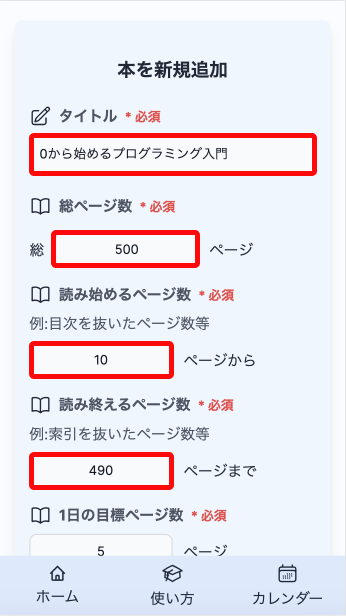 本を新規追加
タイトル *必須
0から始めるプログラミング入門
総ページ数 *必須
総 500 ページ
読み始めるページ数 *必須
例:目次を抜いたページ数等
10 ページから
読み終えるページ数 *必須
例:索引を抜いたページ数等
490 ページまで
1日の目標ページ数 *必須
5 ページ
ホーム 使い方 カレンダー